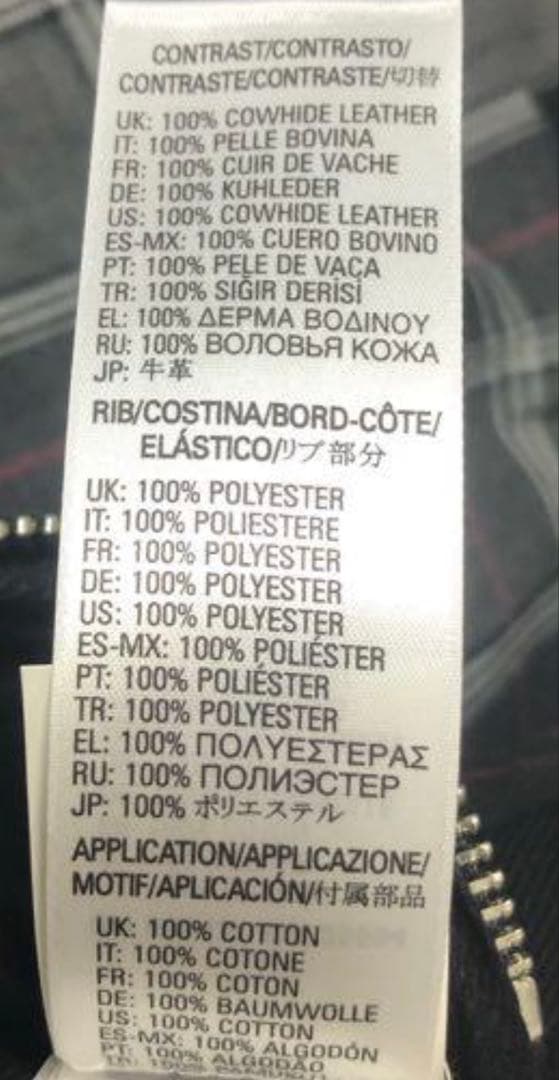 CONTRAST/CONTRASTO/
CONTRASTE/CONTRASTE/切替
UK: 100% COWHIDE LEATHER
IT: 100% PELLE BOVINA
FR: 100% CUIR DE VACHE
DE: 100% KUHLEDER
US: 100% COWHIDE LEATHER
ES-MX: 100% CUERO BOVINO
PT: 100% PELE DE VACA
TR: 100% SIĞIR DERİSİ
EL: 100% ΔΕΡΜΑ ΒΟΔΙΝΟΥ
RU: 100% ВОЛОВЬЯ КОЖА
JP: 牛革
RIB/COSTINA/BORD-CÔTE/
ELÁSTICO/リブ部分
UK: 100% POLYESTER
IT: 100% POLIESTERE
FR: 100% POLYESTER
DE: 100% POLYESTER
US: 100% POLYESTER
ES-MX: 100% POLIÉSTER
PT: 100% POLIÉSTER
TR: 100% POLYESTER
EL: 100% ΠΟΛΥΕΣΤΕΡΑΣ
RU: 100% ПОЛИЭСТЕР
JP: 100% ポリエステル
APPLICATION/APPLICAZIONE/
MOTIF/APLICACIÓN/付属部品
UK: 100% COTTON
IT: 100% COTONE
FR: 100% COTON
DE: 100% BAUMWOLLE
US: 100% COTTON
ES-MX: 100% ALGODÓN
PT: 100% ALGODÃO
TR: 100%